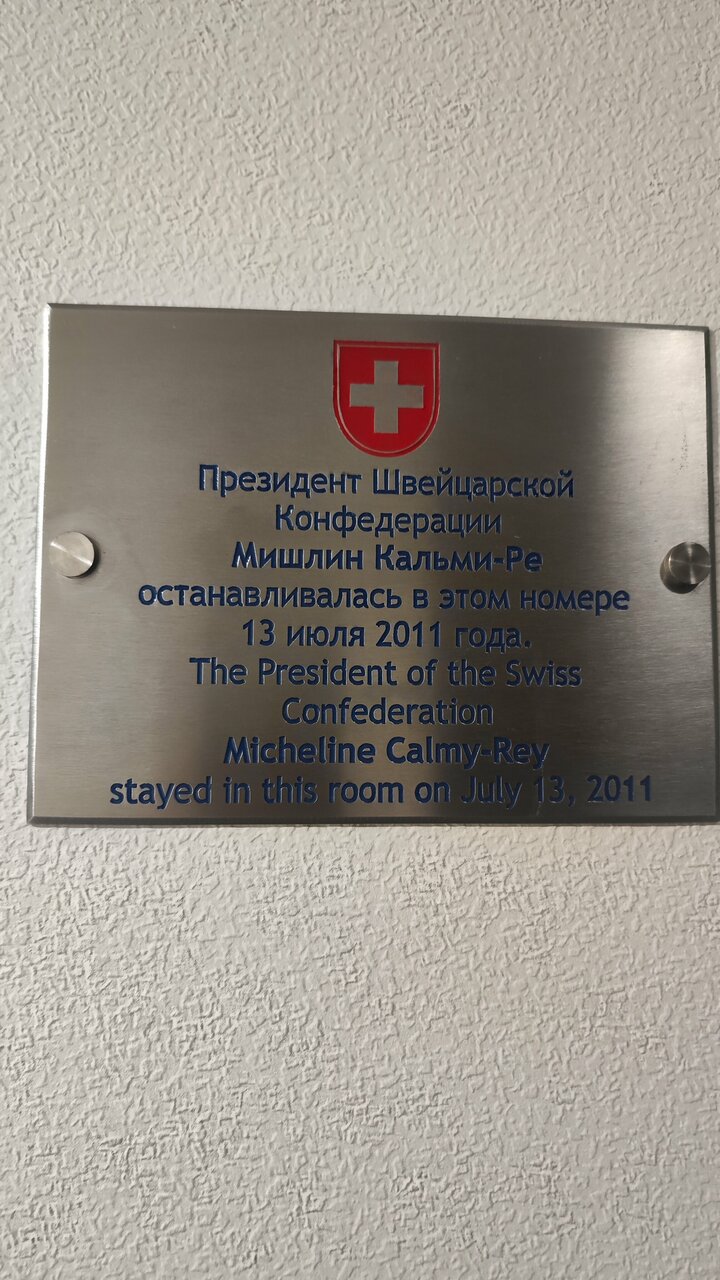 Президент Швейцарской
Конфедерации
Мишлин Кальми-Ре
останавливалась в этом номере
13 июля 2011 года.
The President of the Swiss
Confederation
Micheline Calmy-Rey
stayed in this room on July 13, 2011